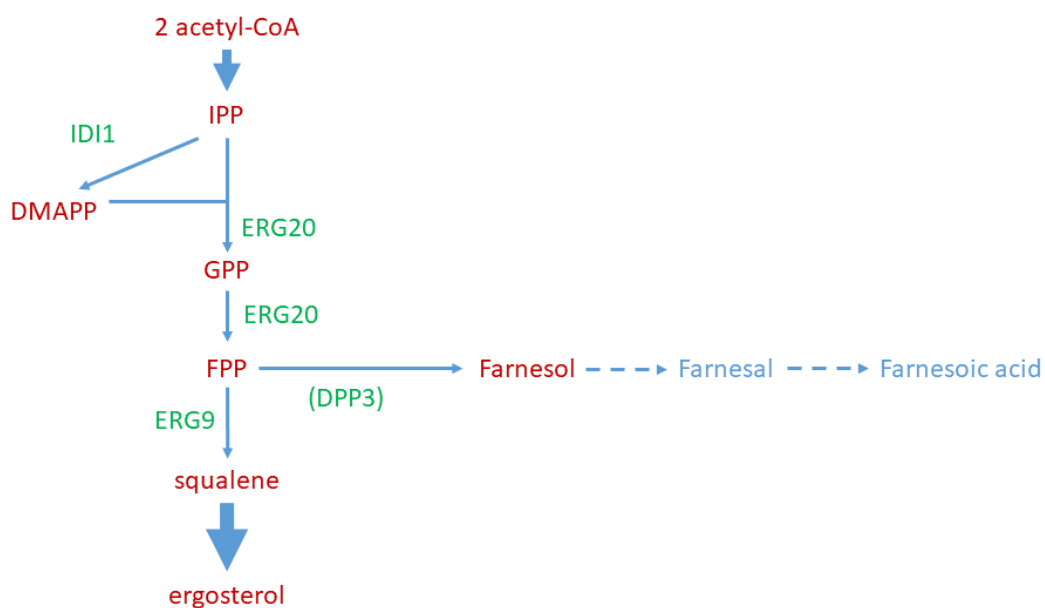 2 acetyl-CoA
IPP
IDI1
DMAPP
ERG20
GPP
ERG20
FPP
Farnesol
Farnesal
Farnesoic acid
(DPP3)
ERG9
squalene
ergosterol